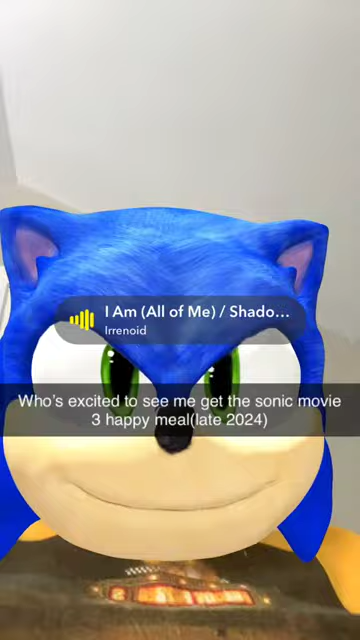 I Am (All of Me) / Shado...
Irrenoid
Who's excited to see me get the sonic movie
3 happy meal(late 2024)